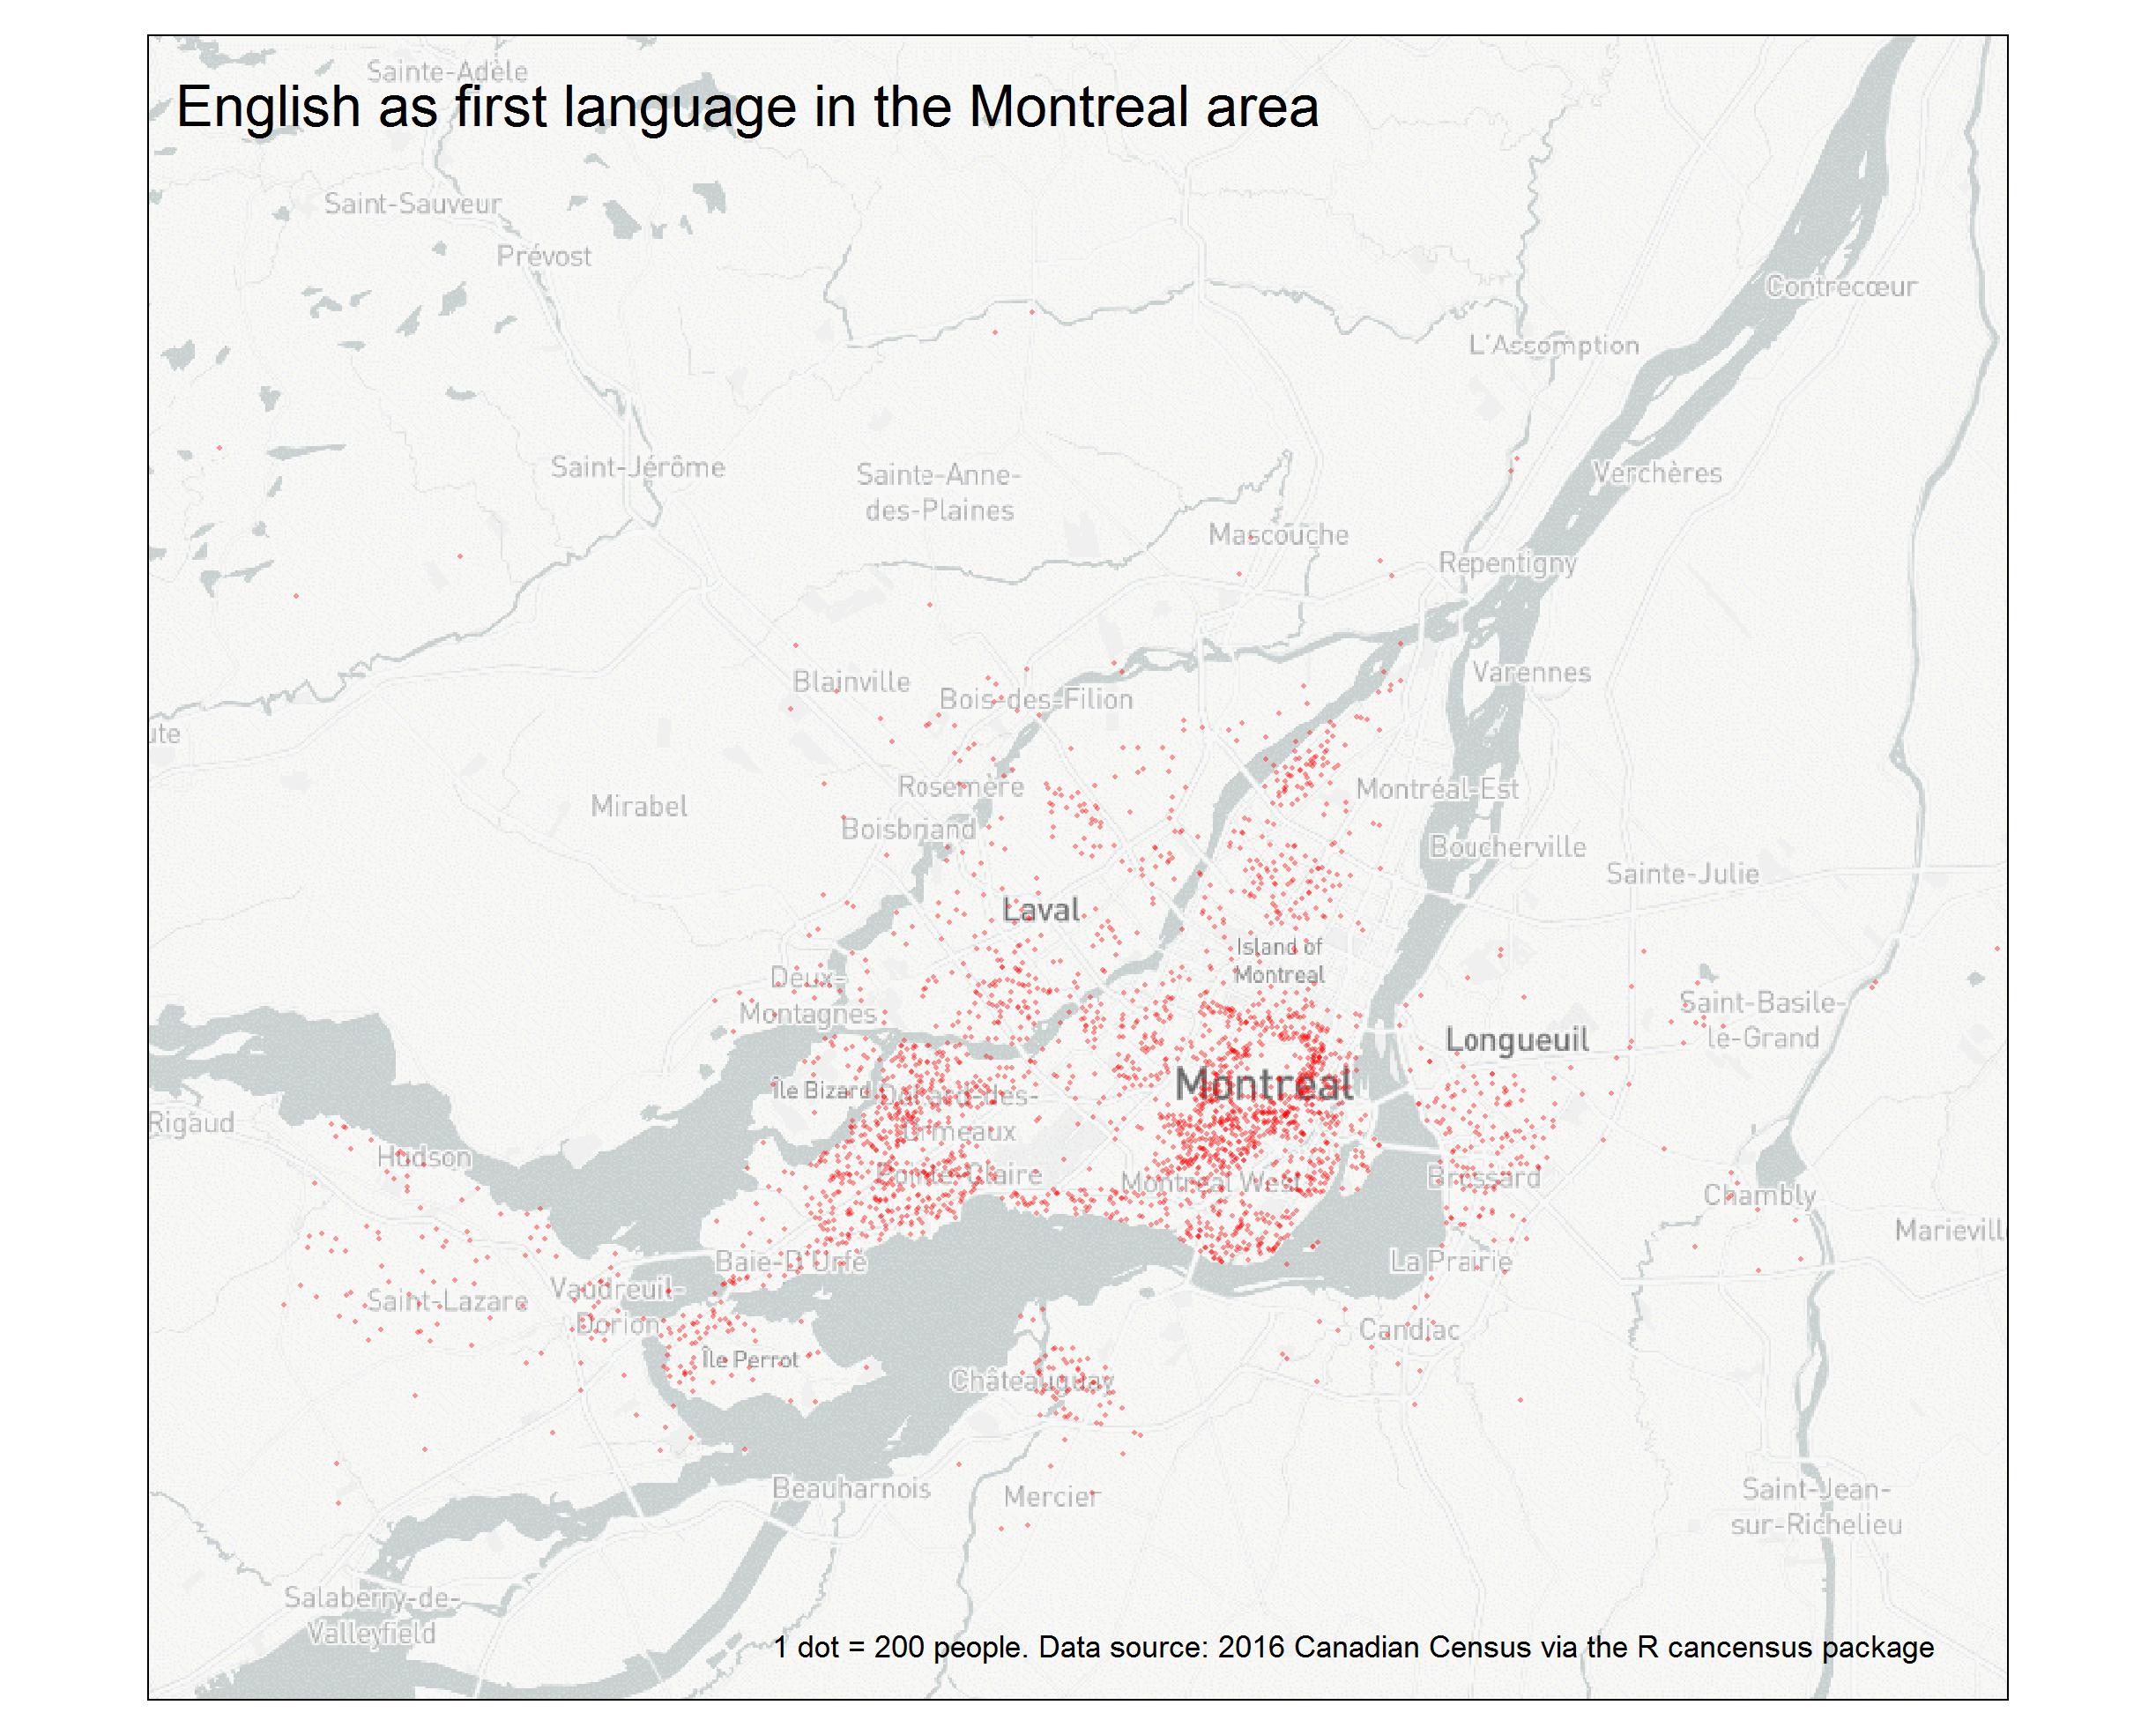 Sainte-Adèle
English as first language in the Montreal area
Saint-Sauveur
Prévost
Contrecœur
L'Assomption
Saint-Jérôme
Sainte-Anne-
des-Plaines
Verchères
Mascouche
Repentigny
Blainville
Bois-des-Filion
Varennes
ute
Rosemère
Montréal-Est
Mirabel
Boisbriand
Boucherville
Sainte-Julie
Laval
Island of
Montreal
Deux-
Montagnes
Saint-Basile-
le-Grand
Longueuil
Montreal
Île Bizard
Dollard-des-
Ormeaux
Rigaud
Hudson
Pointe-Claire
Montreal West
Brossard
Chambly
Marievill
Baie-D'Urfé
La Prairie
Vaudreuil-
Dorion
Saint-Lazare
Candiac
Île Perrot
Châteauguay
Beauharnois
Mercier
Saint-Jean-
sur-Richelieu
Salaberry-de-
Valleyfield
1 dot = 200 people. Data source: 2016 Canadian Census via the R cancensus package